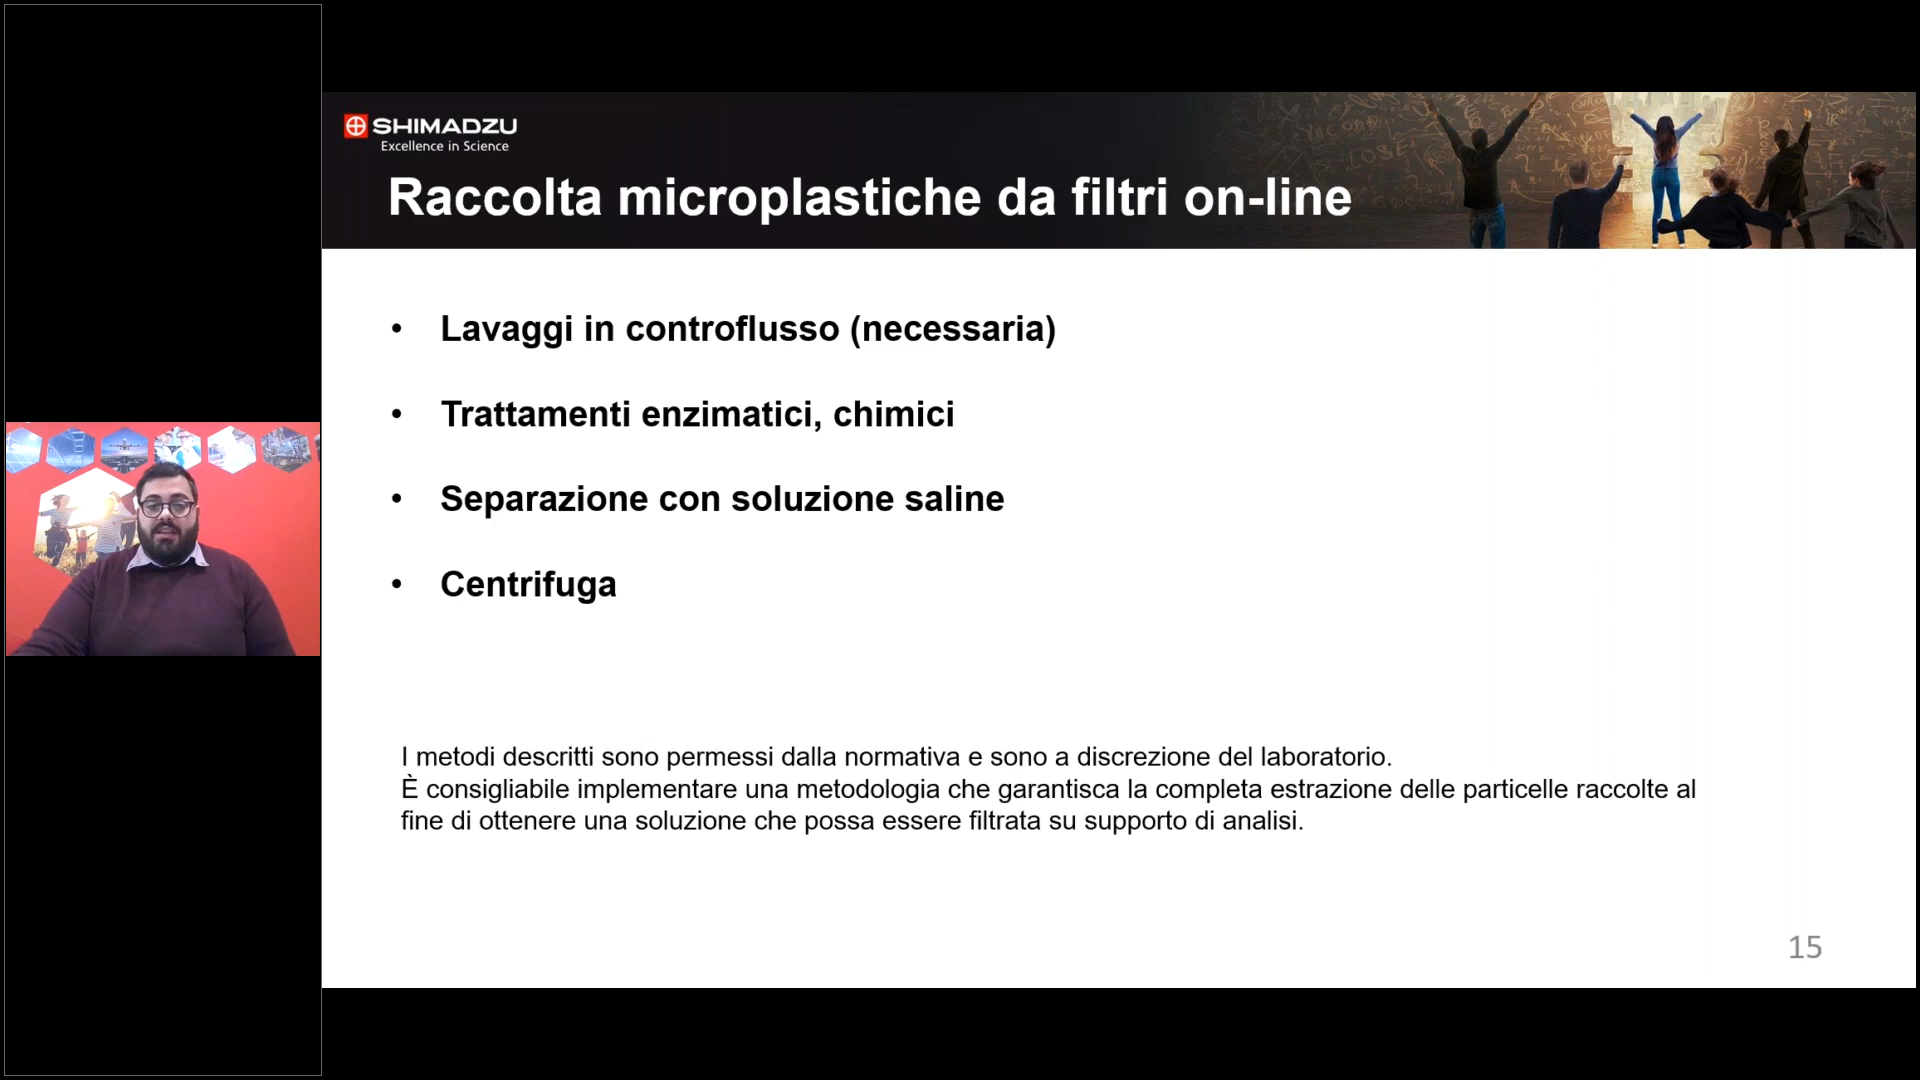 SHIMADZU
Excellence in Science
Raccolta microplastiche da filtri on-line
• Lavaggi in controflusso (necessaria)
• Trattamenti enzimatici, chimici
• Separazione con soluzione saline
• Centrifuga
I metodi descritti sono permessi dalla normativa e sono a discrezione del laboratorio.
È consigliabile implementare una metodologia che garantisca la completa estrazione delle particelle raccolte al
fine di ottenere una soluzione che possa essere filtrata su supporto di analisi.
15